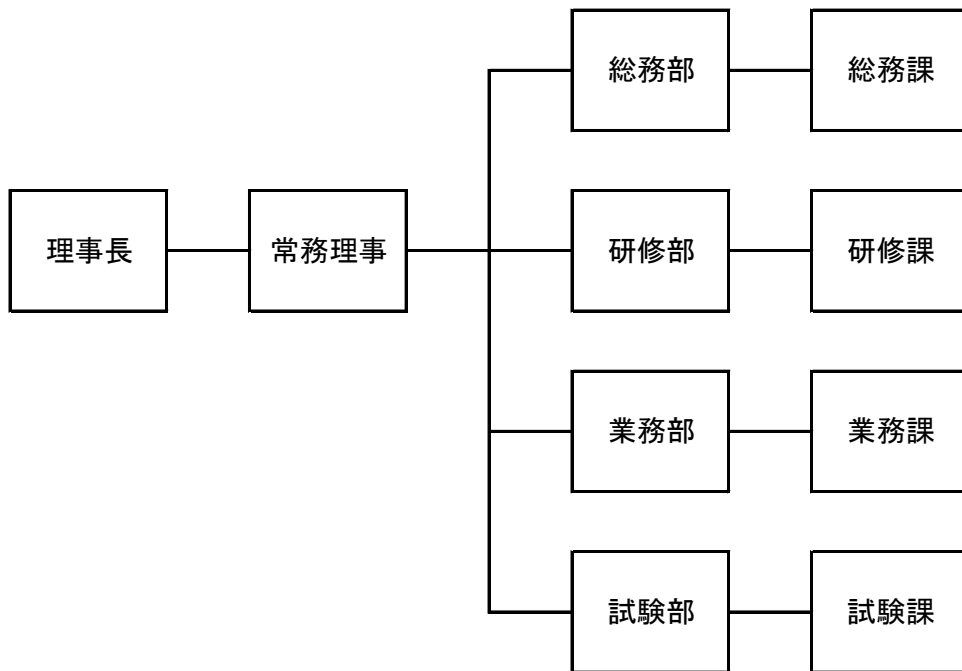 総務部
総務課
理事長
常務理事
研修部
研修課
業務部
業務課
試験部
試験課